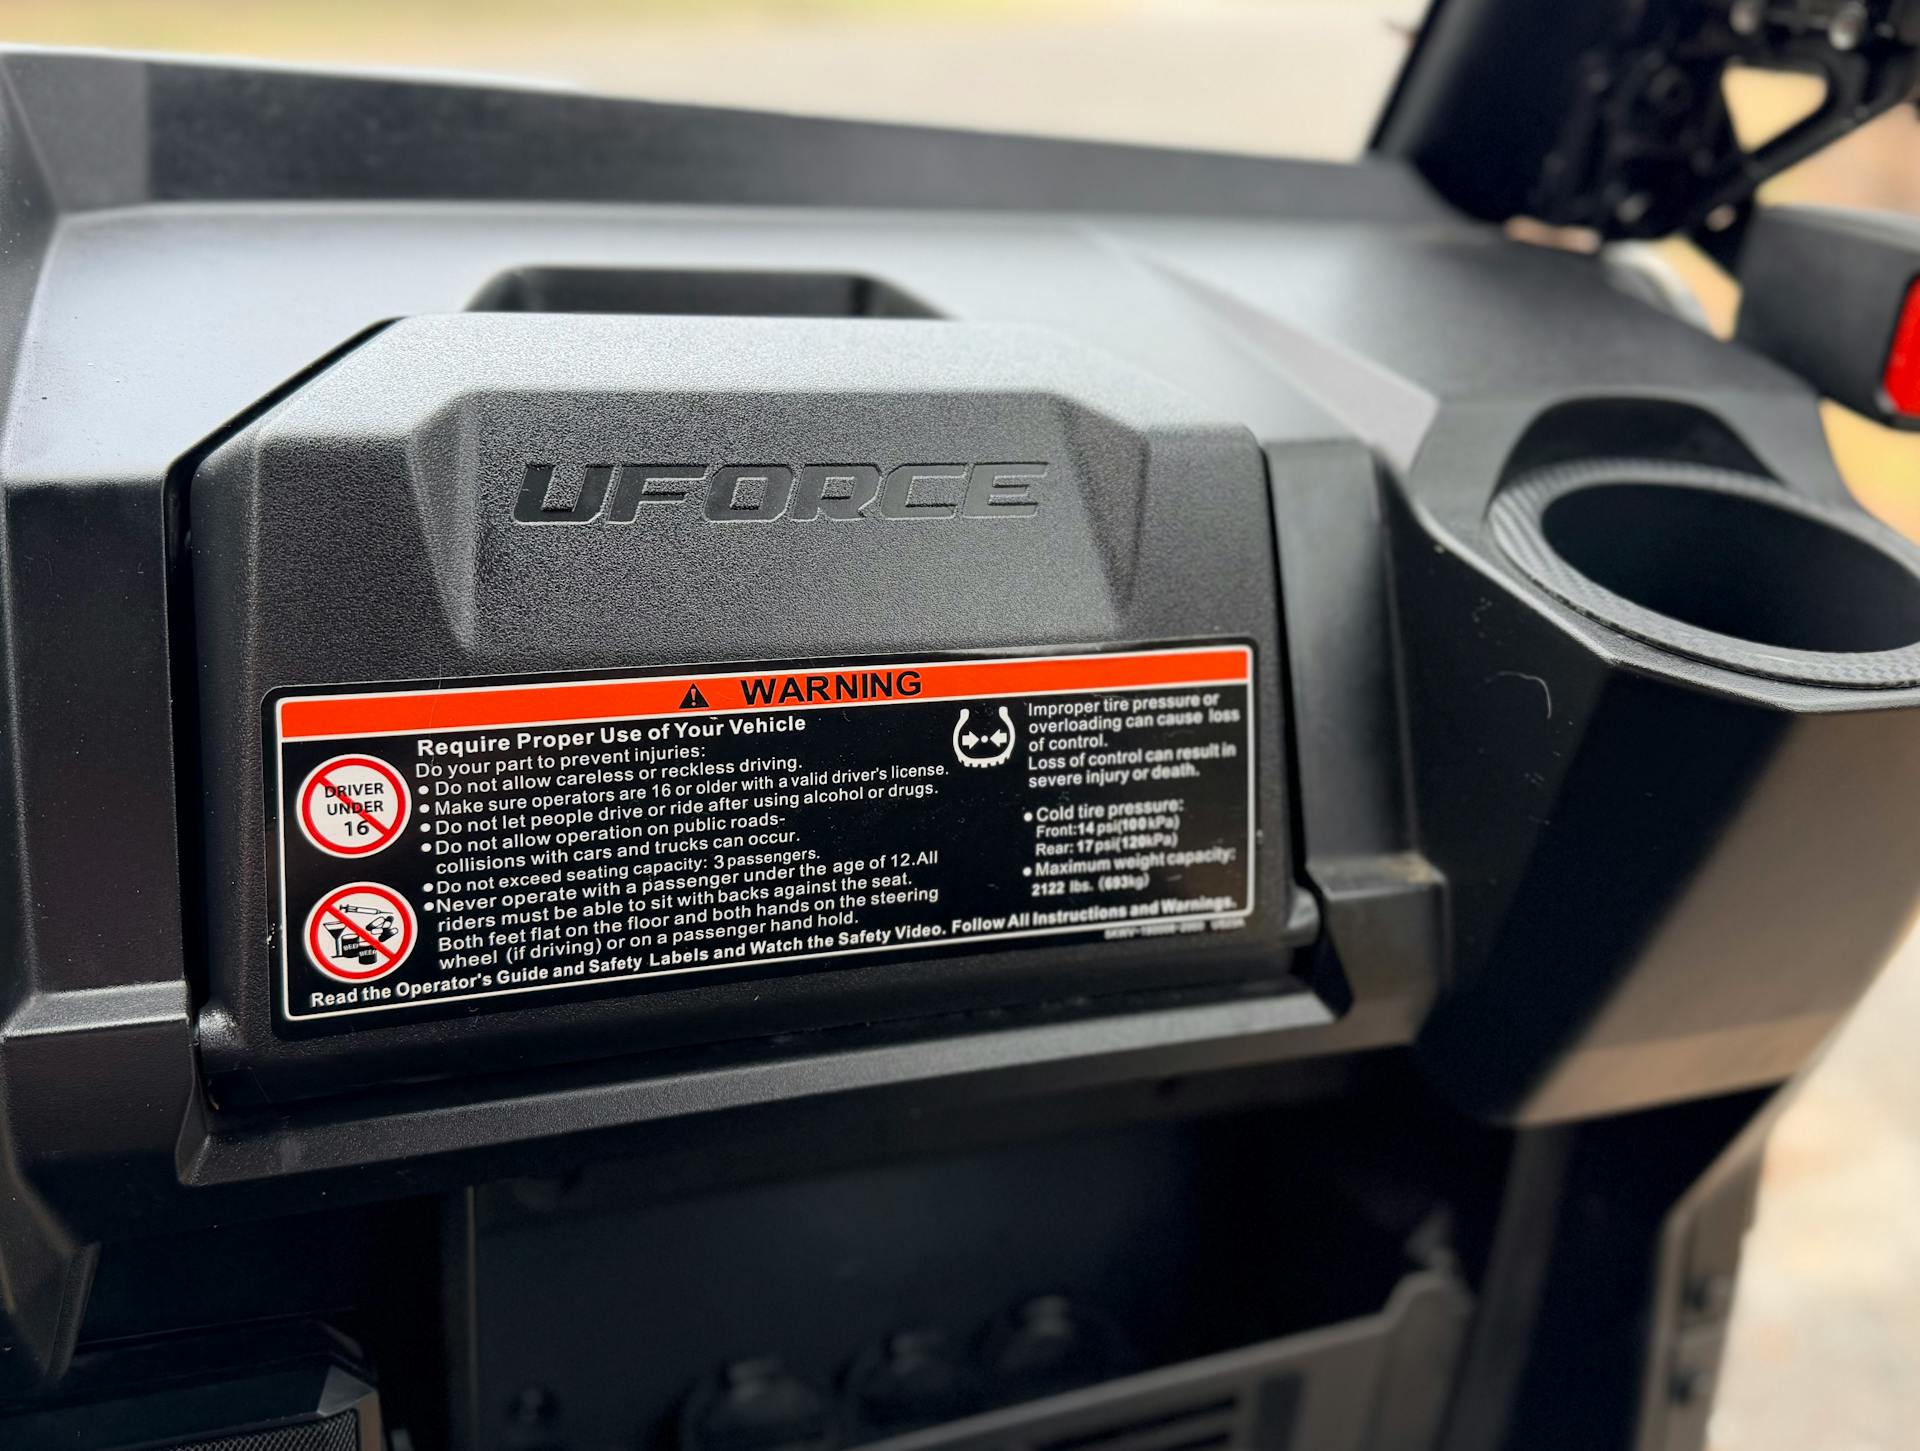 UFORCE
WARNING
Require Proper Use of Your Vehicle
Do your part to prevent injuries:
• Do not allow careless or reckless driving.
• Make sure operators are 16 or older with a valid driver's license.
• Do not let people drive or ride after using alcohol or drugs.
• Do not allow operation on public roads-
collisions with cars and trucks can occur.
• Do not exceed seating capacity: 3 passengers.
• Never operate with a passenger under the age of 12. All
riders must be able to sit with backs against the seat.
Both feet flat on the floor and both hands on the steering
wheel (if driving) or on a passenger hand hold.
DRIVER
UNDER
16
BEER
BEER
Improper tire pressure or
overloading can cause loss
of control.
Loss of control can result in
severe injury or death.
• Cold tire pressure:
Front: 14 psi(100 kPa)
Rear: 17 psi(120kPa)
• Maximum weight capacity:
2122 lbs. (693kg)
Read the Operator's Guide and Safety Labels and Watch the Safety Video. Follow All Instructions and Warnings.